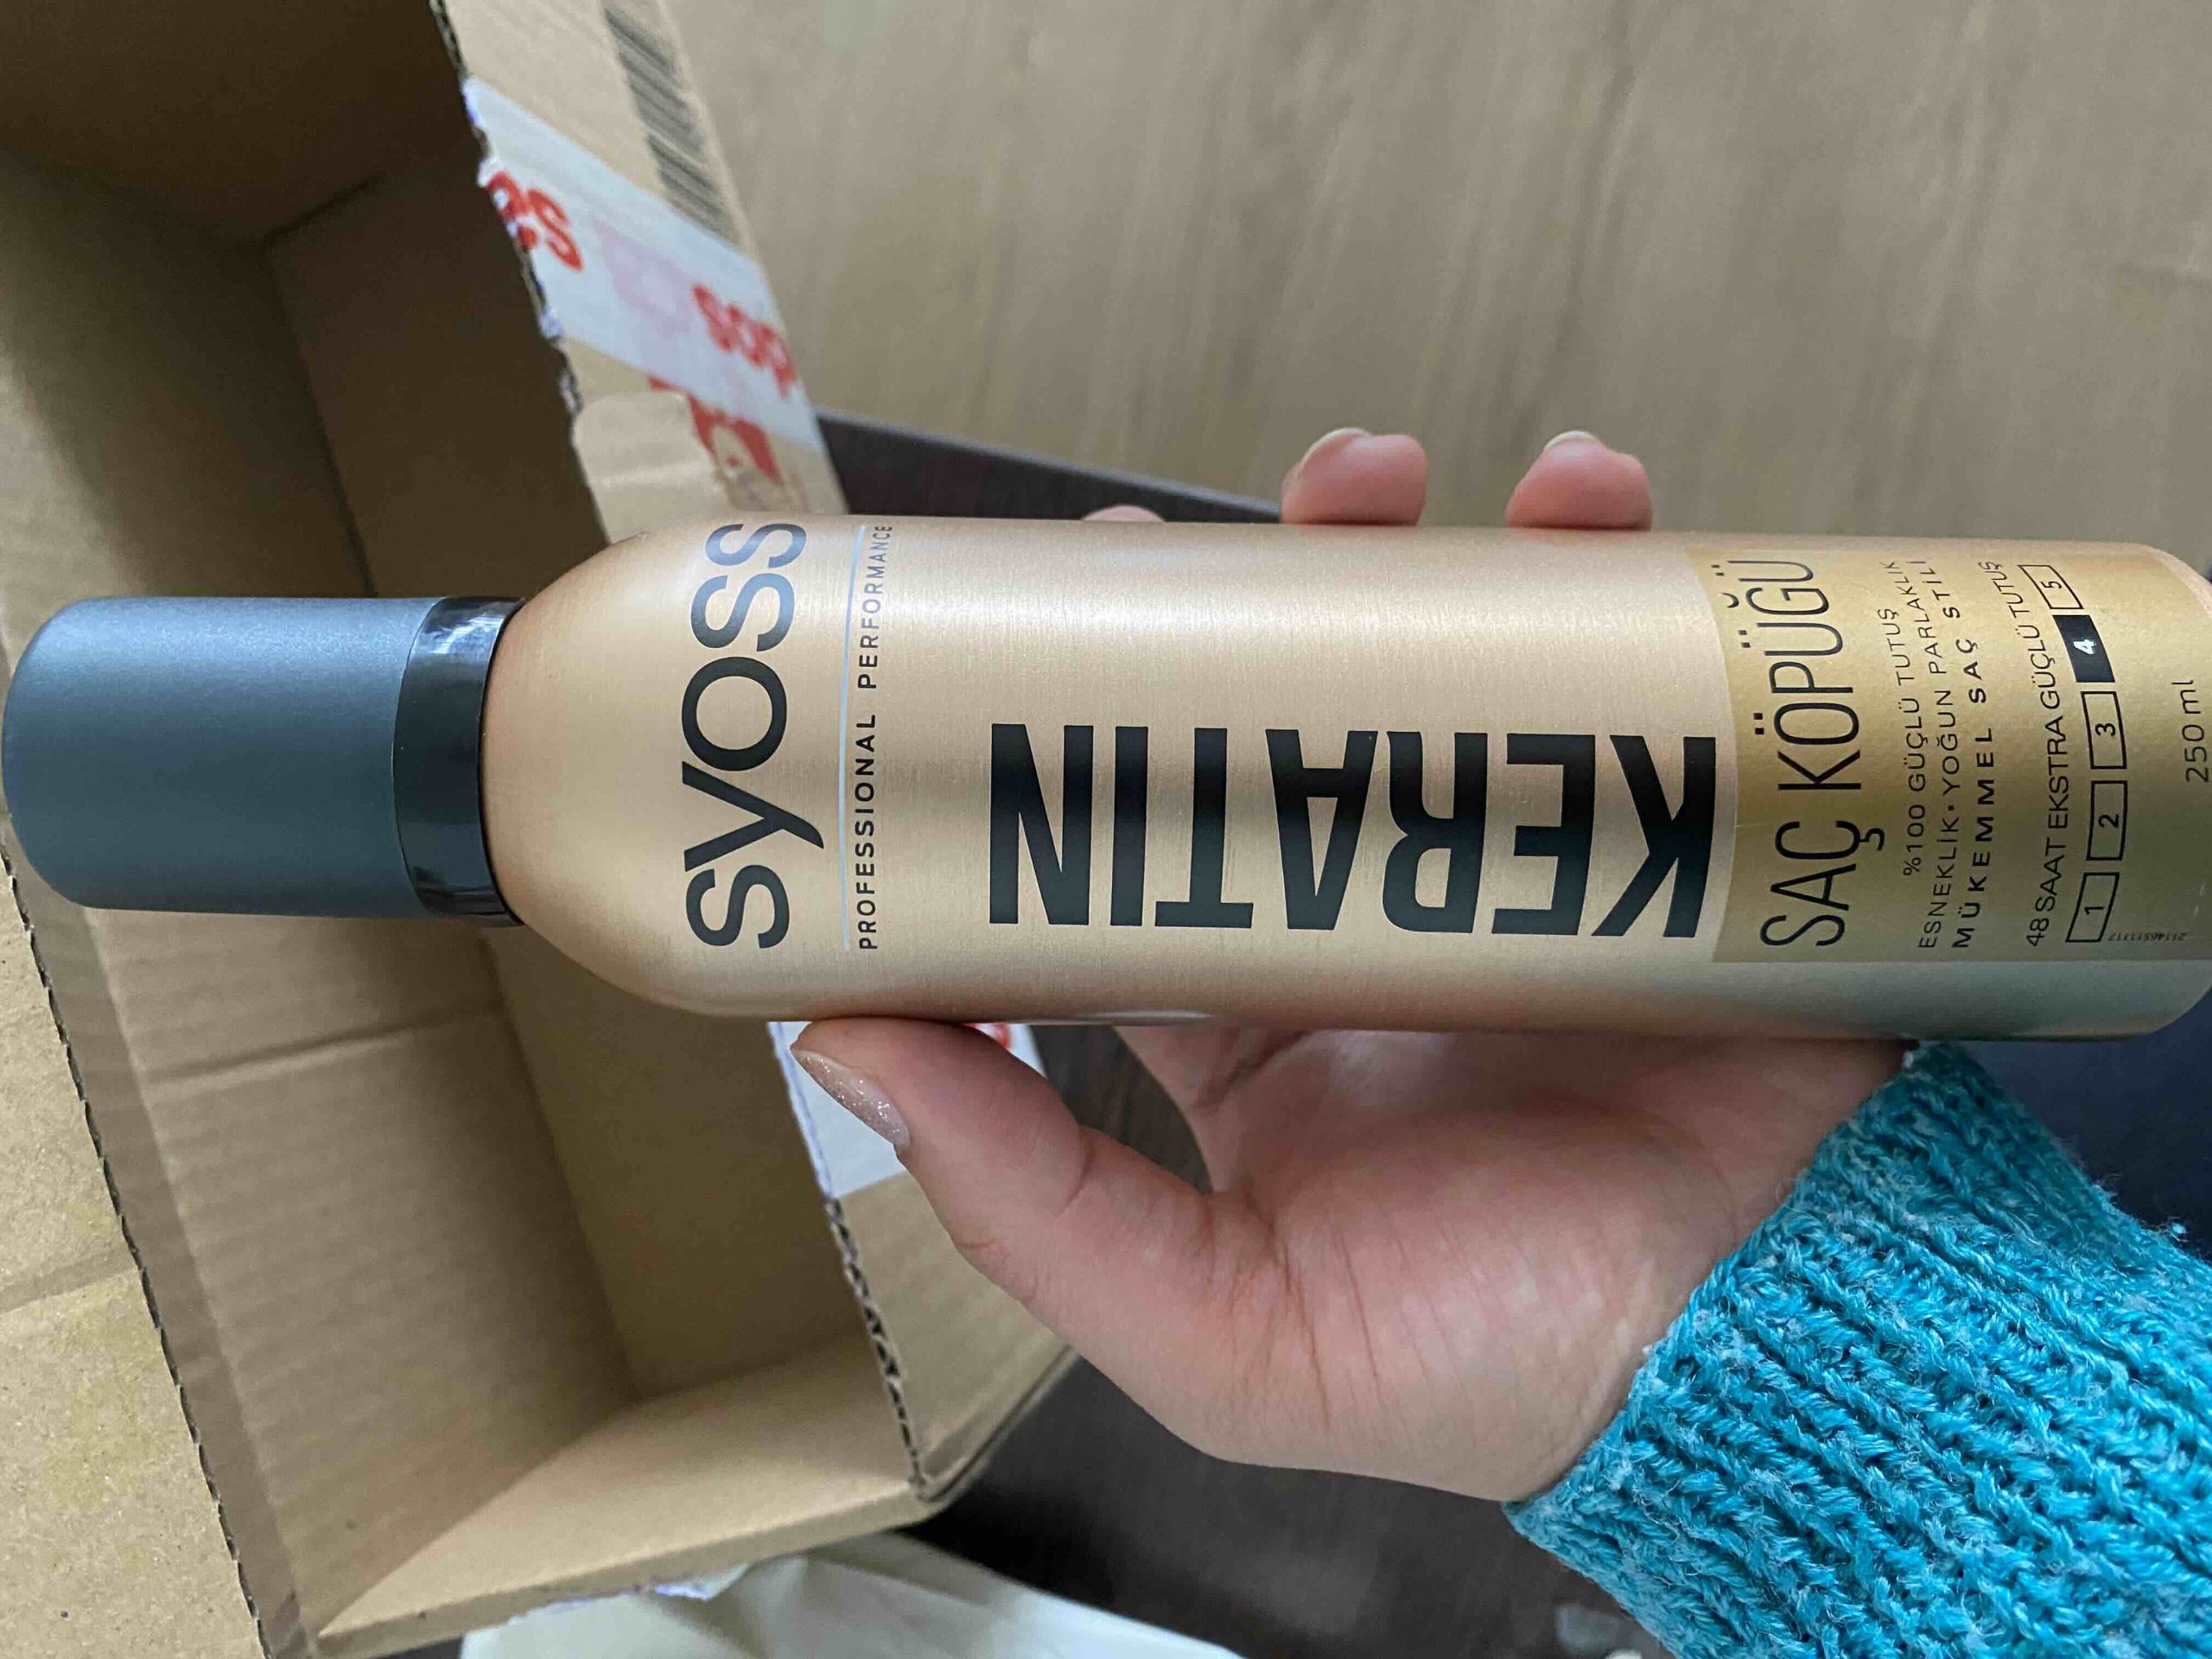 syoss
PROFESSIONAL PERFORMANCE
KERATIN
SAÇ KÖPÜĞÜ
%100 GÜÇLÜ TUTUŞ
ESNEKLİK • YOĞUN PARLAKLIK
MÜKEMMEL SAÇ STİLİ
48 SAAT EKSTRA GÜÇLÜ TUTUŞ
1 2 3 4 5
250 ml